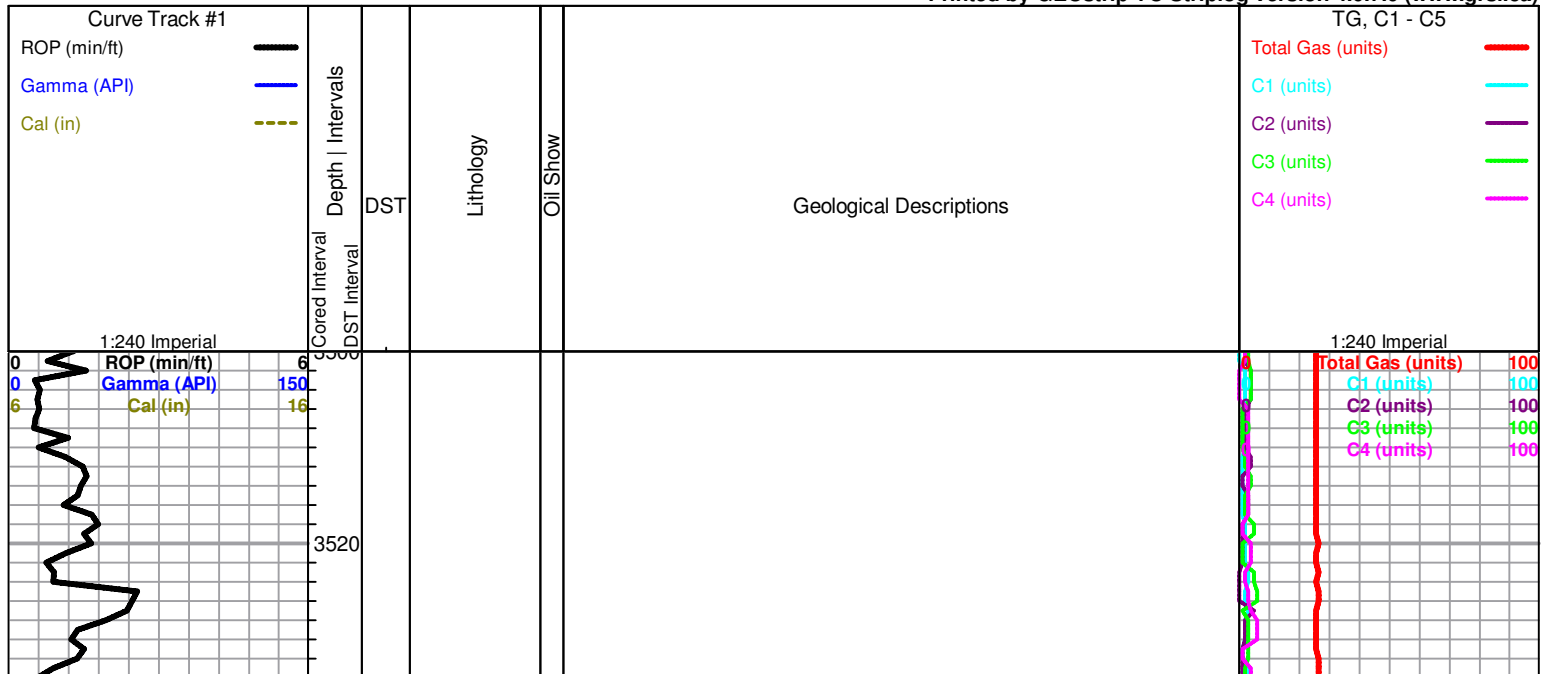 Curve Track #1
ROP (min/ft)
Gamma (API)
Cal (in)
1:240 Imperial
Depth | Intervals
Cored Interval
DST Interval
DST
Lithology
Oil Show
Geological Descriptions
TG, C1 - C5
Total Gas (units)
C1 (units)
C2 (units)
C3 (units)
C4 (units)
1:240 Imperial
0 ROP (min/ft) 6
0 Gamma (API) 150
6 Cal (in) 16
3500
3520
0 Total Gas (units) 100
C1 (units) 100
0 C2 (units) 100
C3 (units) 100
C4 (units) 100